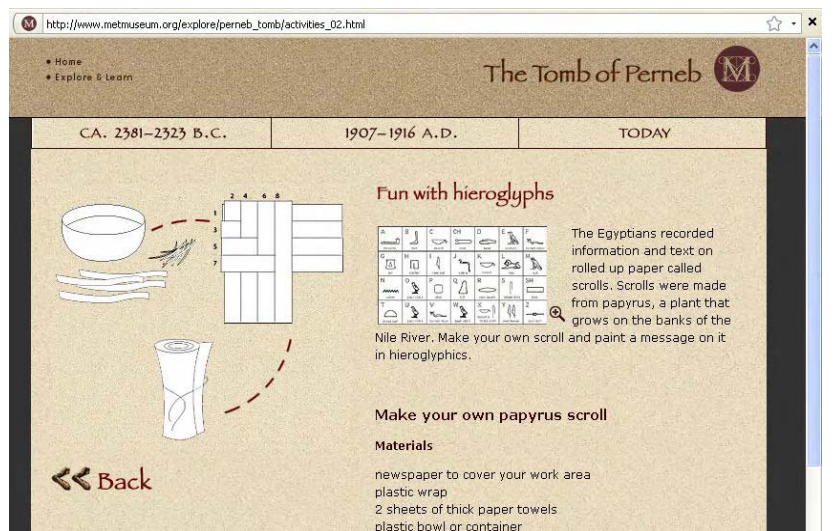 http://www.metmuseum.org/explore/perneb_tomb/activities_02.html
• Home
• Explore & Learn
The Tomb of Perneb
M
CA. 2381–2323 B.C.
1907–1916 A.D.
TODAY
2 4 6 8
1
3
5
7
Fun with hieroglyphs
A B C CH D E F
G H I J K L M
N O P Q R S SH
T U V W X Y Z
The Egyptians recorded
information and text on
rolled up paper called
scrolls. Scrolls were made
from papyrus, a plant that
grows on the banks of the
Nile River. Make your own scroll and paint a message on it
in hieroglyphics.
Make your own papyrus scroll
Materials
newspaper to cover your work area
plastic wrap
2 sheets of thick paper towels
plastic bowl or container
Back